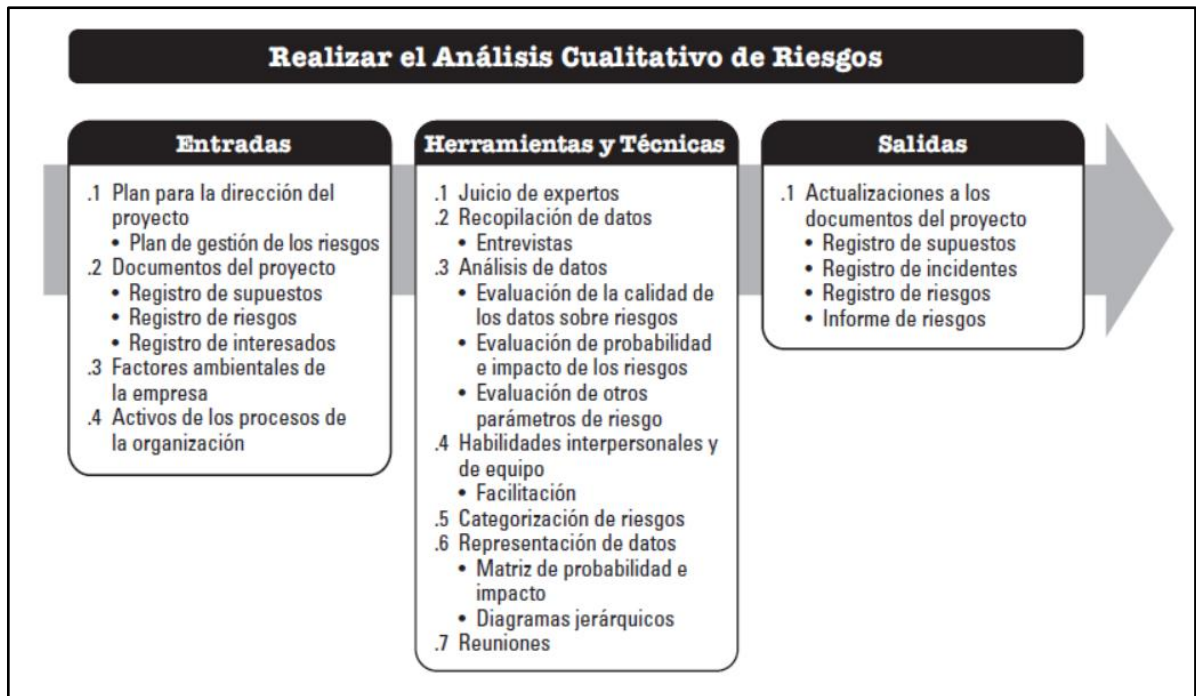 Realizar el Análisis Cualitativo de Riesgos
Entradas
.1 Plan para la dirección del
proyecto
• Plan de gestión de los riesgos
.2 Documentos del proyecto
• Registro de supuestos
• Registro de riesgos
• Registro de interesados
.3 Factores ambientales de
la empresa
.4 Activos de los procesos de
la organización
Herramientas y Técnicas
.1 Juicio de expertos
.2 Recopilación de datos
• Entrevistas
.3 Análisis de datos
• Evaluación de la calidad de
los datos sobre riesgos
• Evaluación de probabilidad
e impacto de los riesgos
• Evaluación de otros
parámetros de riesgo
.4 Habilidades interpersonales y
de equipo
• Facilitación
.5 Categorización de riesgos
.6 Representación de datos
• Matriz de probabilidad e
impacto
• Diagramas jerárquicos
.7 Reuniones
Salidas
.1 Actualizaciones a los
documentos del proyecto
• Registro de supuestos
• Registro de incidentes
• Registro de riesgos
• Informe de riesgos